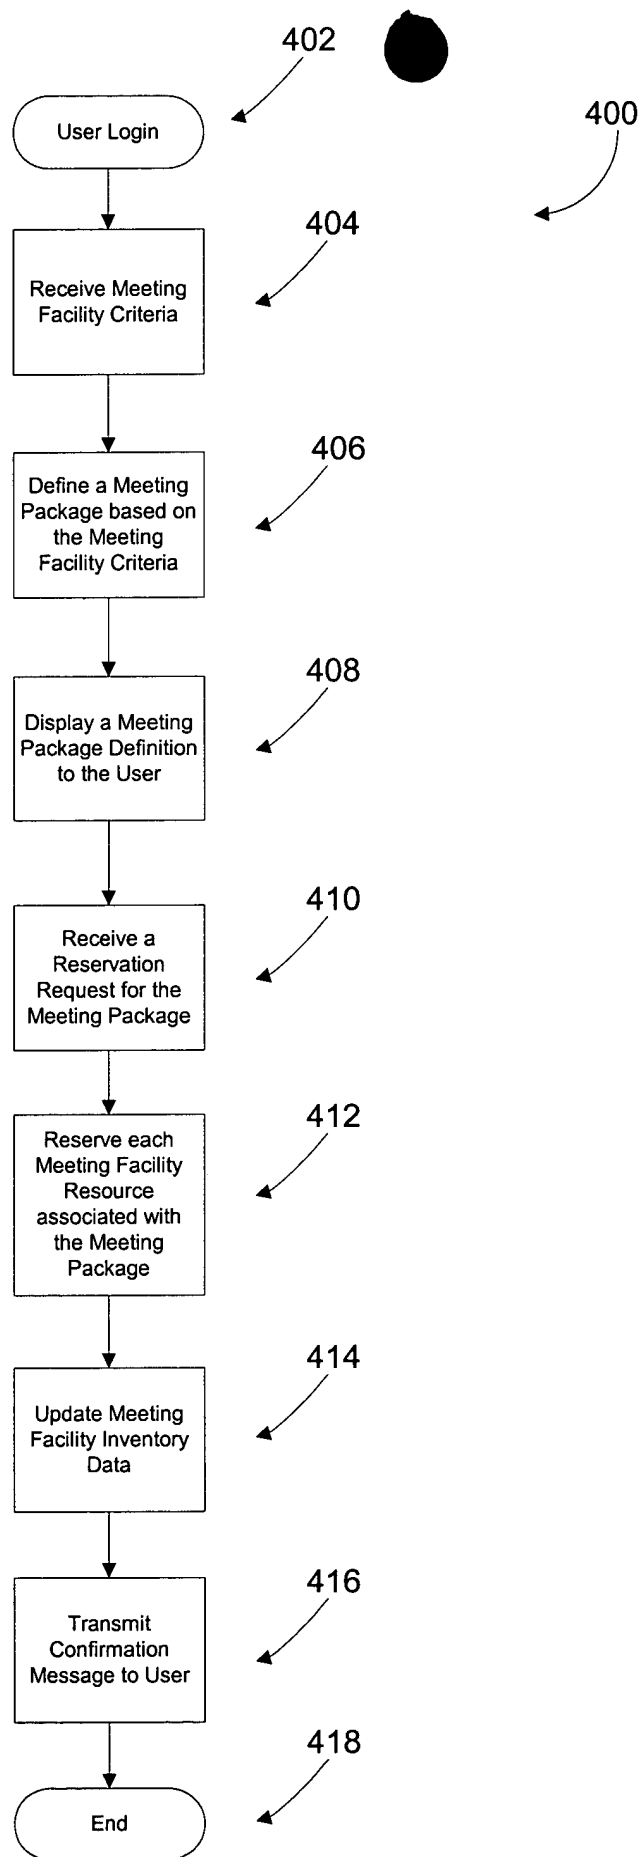 402
400
User Login
404
Receive Meeting
Facility Criteria
406
Define a Meeting
Package based on
the Meeting
Facility Criteria
408
Display a Meeting
Package Definition
to the User
410
Receive a
Reservation
Request for the
Meeting Package
412
Reserve each
Meeting Facility
Resource
associated with
the Meeting
Package
414
Update Meeting
Facility Inventory
Data
416
Transmit
Confirmation
Message to User
418
End